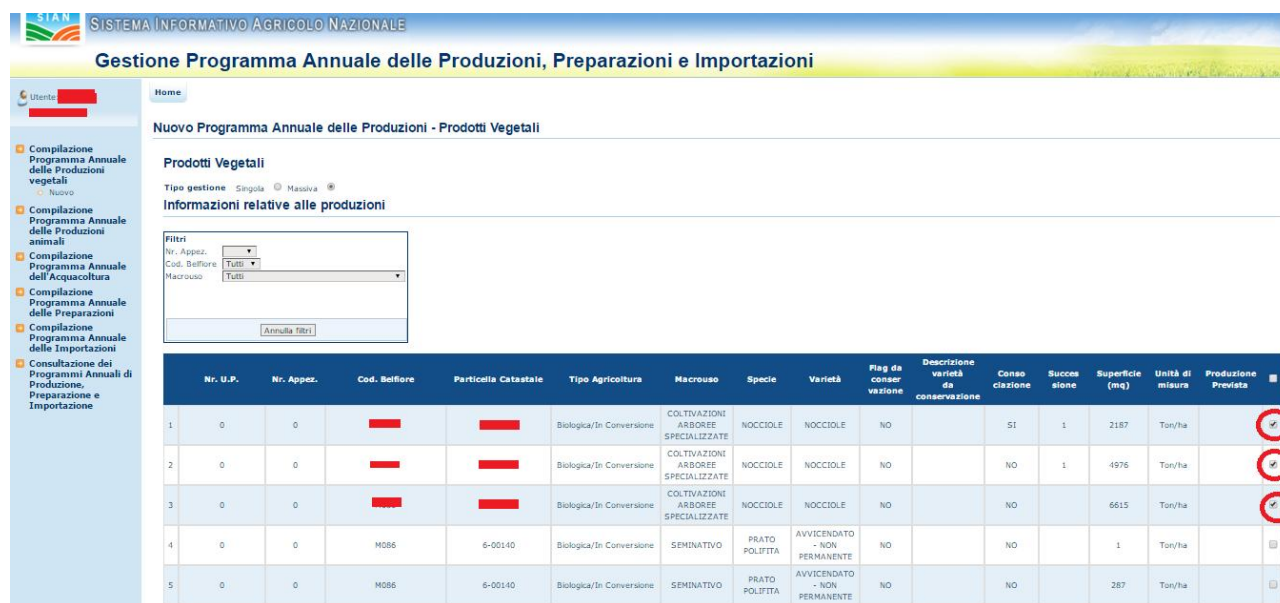 SIAN
SISTEMA INFORMATIVO AGRICOLO NAZIONALE
Gestione Programma Annuale delle Produzioni, Preparazioni e Importazioni
Utente:
Home
Nuovo Programma Annuale delle Produzioni - Prodotti Vegetali
Compilazione
Programma Annuale
delle Produzioni
vegetali
Nuovo
Compilazione
Programma Annuale
delle Produzioni
animali
Compilazione
Programma Annuale
dell'Acquacoltura
Compilazione
Programma Annuale
delle Preparazioni
Compilazione
Programma Annuale
delle Importazioni
Consultazione dei
Programmi Annuali di
Produzione,
Preparazione e
Importazione
Prodotti Vegetali
Tipo gestione Singola Massiva
Informazioni relative alle produzioni
Filtri
Nr. Appez.
Cod. Belfiore Tutti
Macrouso Tutti
Annulla filtri
Nr. U.P. Nr. Appez. Cod. Belfiore Particella Catastale Tipo Agricoltura Macrouso Specie Varietà Flag da conser vazione Descrizione varietà da conservazione Conso ciazione Succes sione Superficie (mq) Unità di misura Produzione Prevista
1 0 0 Biologica/In Conversione COLTIVAZIONI ARBOREE SPECIALIZZATE NOCCIOLE NOCCIOLE NO SI 1 2187 Ton/ha
2 0 0 Biologica/In Conversione COLTIVAZIONI ARBOREE SPECIALIZZATE NOCCIOLE NOCCIOLE NO NO 1 4976 Ton/ha
3 0 0 Biologica/In Conversione COLTIVAZIONI ARBOREE SPECIALIZZATE NOCCIOLE NOCCIOLE NO NO 6615 Ton/ha
4 0 0 M086 6-00140 Biologica/In Conversione SEMINATIVO PRATO POLIFITA AVVICENDATO - NON PERMANENTE NO NO 1 Ton/ha
5 0 0 M086 6-00140 Biologica/In Conversione SEMINATIVO PRATO POLIFITA AVVICENDATO - NON PERMANENTE NO NO 287 Ton/ha